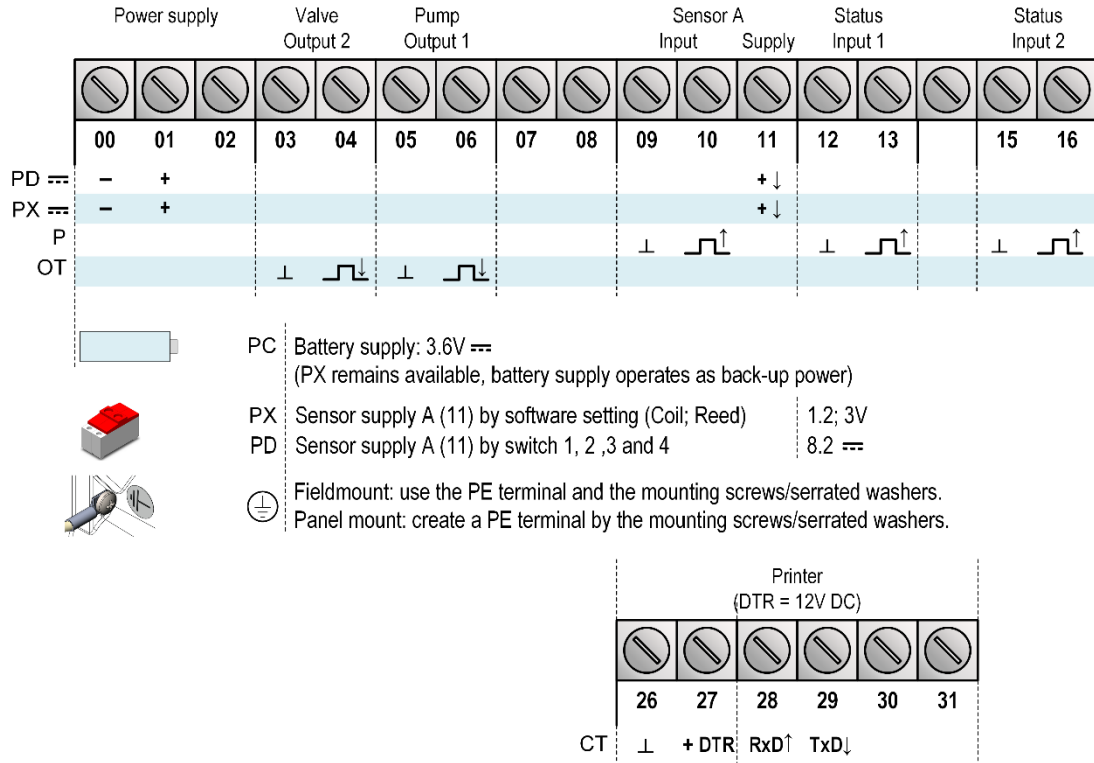 Power supply Valve Pump Sensor A Status Status
Output 2 Output 1 Input Supply Input 1 Input 2
00 01 02 03 04 05 06 07 08 09 10 11 12 13 15 16
PD ⎓ − + + ↓
PX ⎓ − + + ↓
P ⊥ ↑ ⊥ ↑ ⊥ ↑
OT ⊥ ↓ ⊥ ↓
PC Battery supply: 3.6V ⎓
(PX remains available, battery supply operates as back-up power)
PX Sensor supply A (11) by software setting (Coil; Reed) 1.2; 3V
PD Sensor supply A (11) by switch 1, 2 ,3 and 4 8.2 ⎓
Fieldmount: use the PE terminal and the mounting screws/serrated washers.
Panel mount: create a PE terminal by the mounting screws/serrated washers.
Printer
(DTR = 12V DC)
26 27 28 29 30 31
CT ⊥ + DTR RxD↑ TxD↓